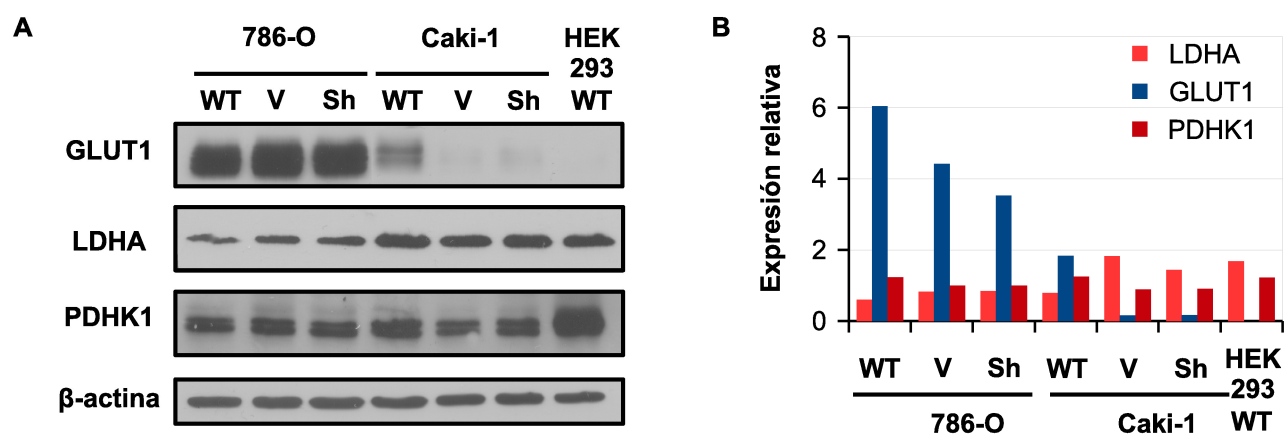 A
786-O
Caki-1
HEK
293
WT
V
Sh
WT
V
Sh
WT
GLUT1
LDHA
PDHK1
β-actina
B
Expresión relativa
8
6
4
2
0
LDHA
GLUT1
PDHK1
WT
V
Sh
WT
V
Sh
HEK
293
WT
786-O
Caki-1